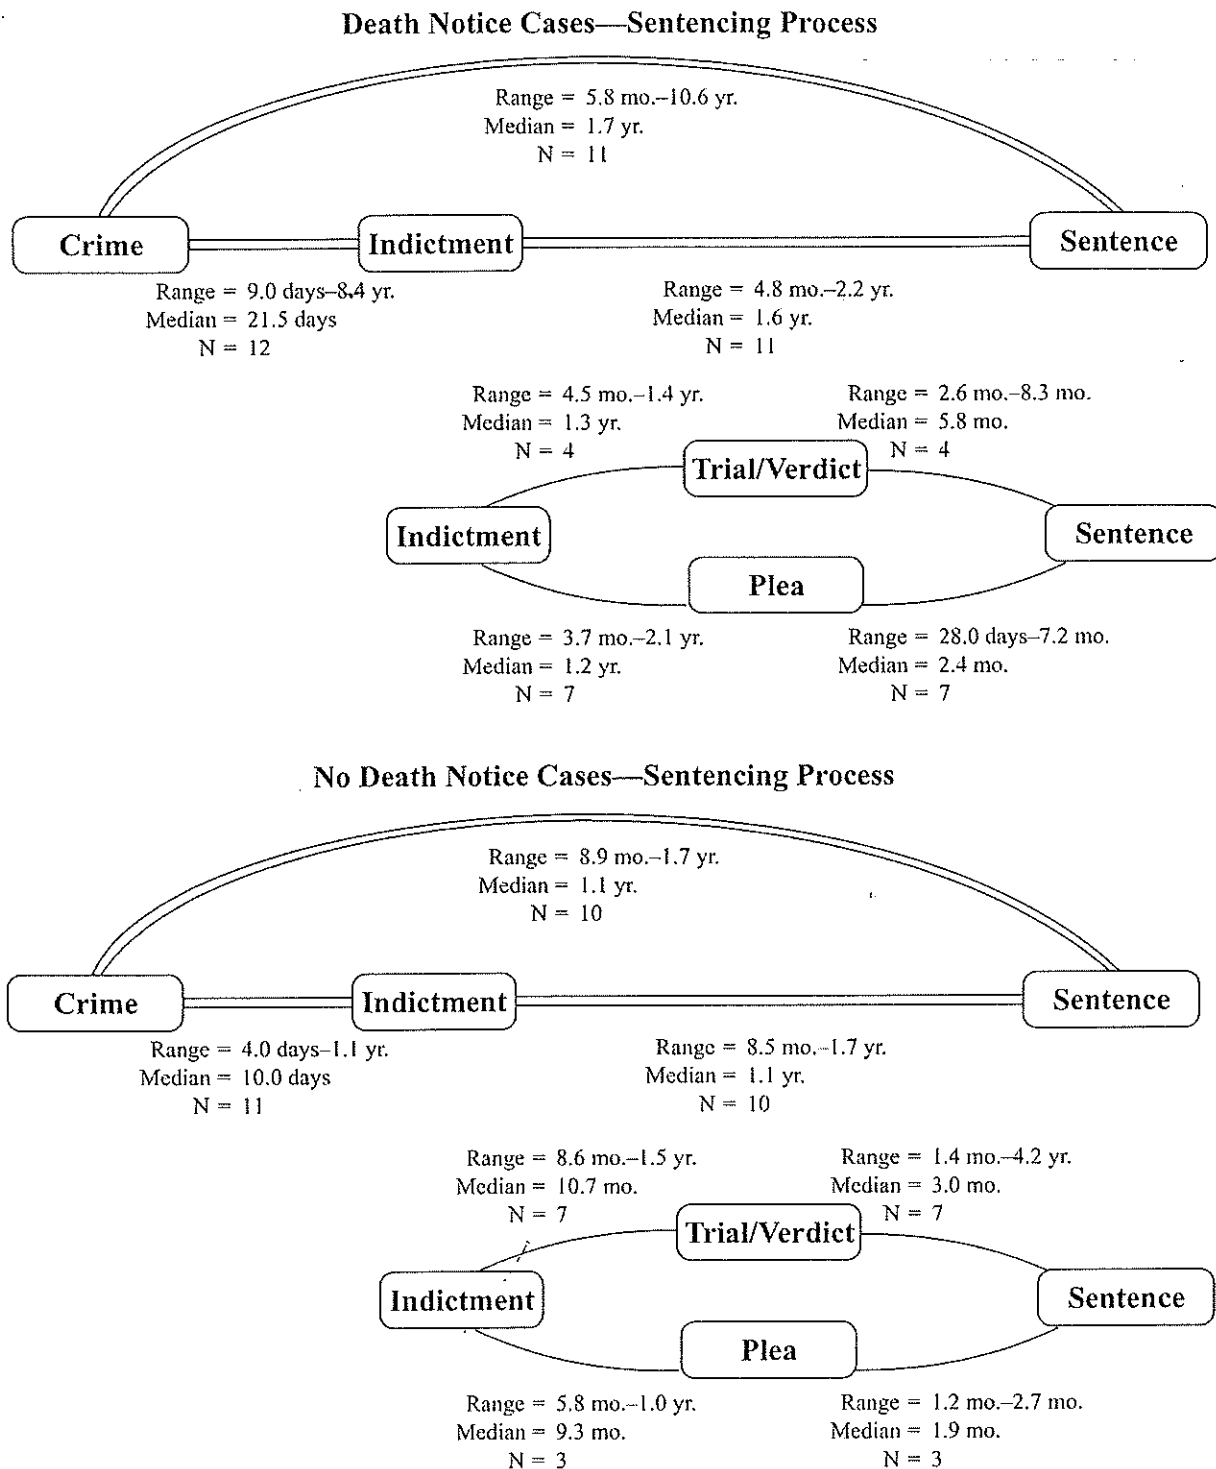 Death Notice Cases—Sentencing Process
Range = 5.8 mo.–10.6 yr.
Median = 1.7 yr.
N = 11
Crime
Indictment
Sentence
Range = 9.0 days–8.4 yr.
Median = 21.5 days
N = 12
Range = 4.8 mo.–2.2 yr.
Median = 1.6 yr.
N = 11
Range = 4.5 mo.–1.4 yr.
Median = 1.3 yr.
N = 4
Range = 2.6 mo.–8.3 mo.
Median = 5.8 mo.
N = 4
Trial/Verdict
Indictment
Sentence
Plea
Range = 3.7 mo.–2.1 yr.
Median = 1.2 yr.
N = 7
Range = 28.0 days–7.2 mo.
Median = 2.4 mo.
N = 7
No Death Notice Cases—Sentencing Process
Range = 8.9 mo.–1.7 yr.
Median = 1.1 yr.
N = 10
Crime
Indictment
Sentence
Range = 4.0 days–1.1 yr.
Median = 10.0 days
N = 11
Range = 8.5 mo.–1.7 yr.
Median = 1.1 yr.
N = 10
Range = 8.6 mo.–1.5 yr.
Median = 10.7 mo.
N = 7
Range = 1.4 mo.–4.2 yr.
Median = 3.0 mo.
N = 7
Trial/Verdict
Indictment
Sentence
Plea
Range = 5.8 mo.–1.0 yr.
Median = 9.3 mo.
N = 3
Range = 1.2 mo.–2.7 mo.
Median = 1.9 mo.
N = 3